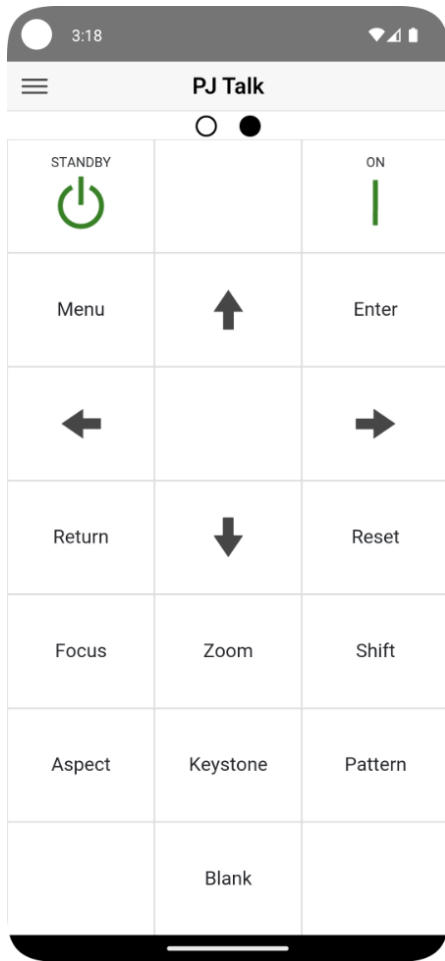 3:18
PJ Talk
STANDBY
ON
Menu
Enter
Return
Reset
Focus
Zoom
Shift
Aspect
Keystone
Pattern
Blank